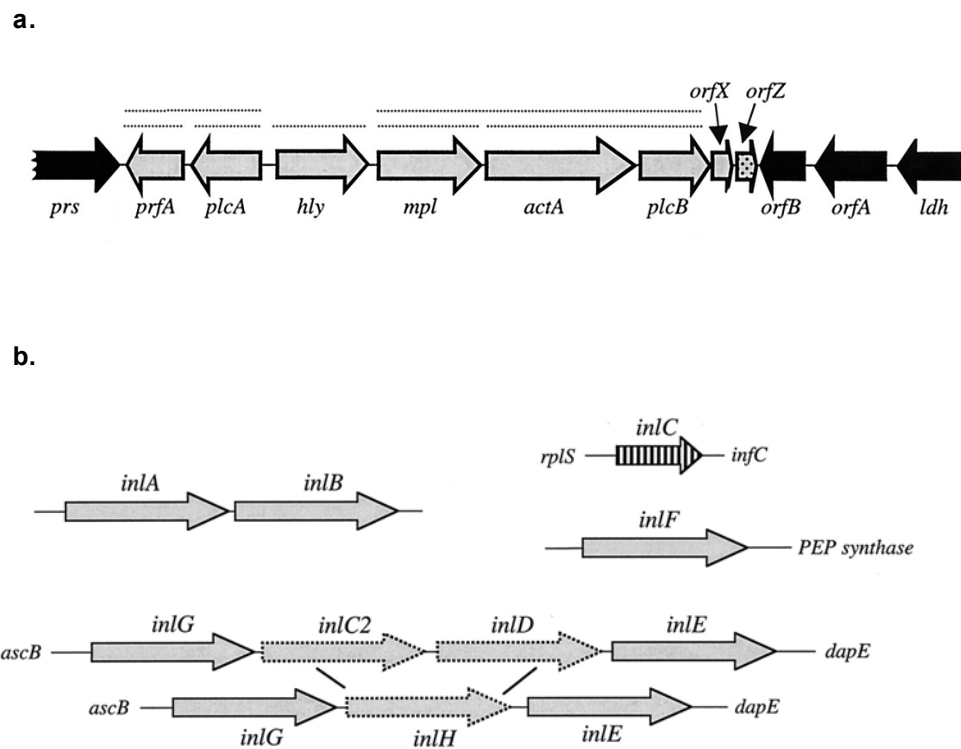 a.
orfX orfZ
prs prfA plcA hly mpl actA plcB orfB orfA ldh
b.
inlC
rplS infC
inlA inlB
inlF
PEP synthase
inlG inlC2 inlD inlE
ascB dapE
ascB dapE
inlG inlH inlE